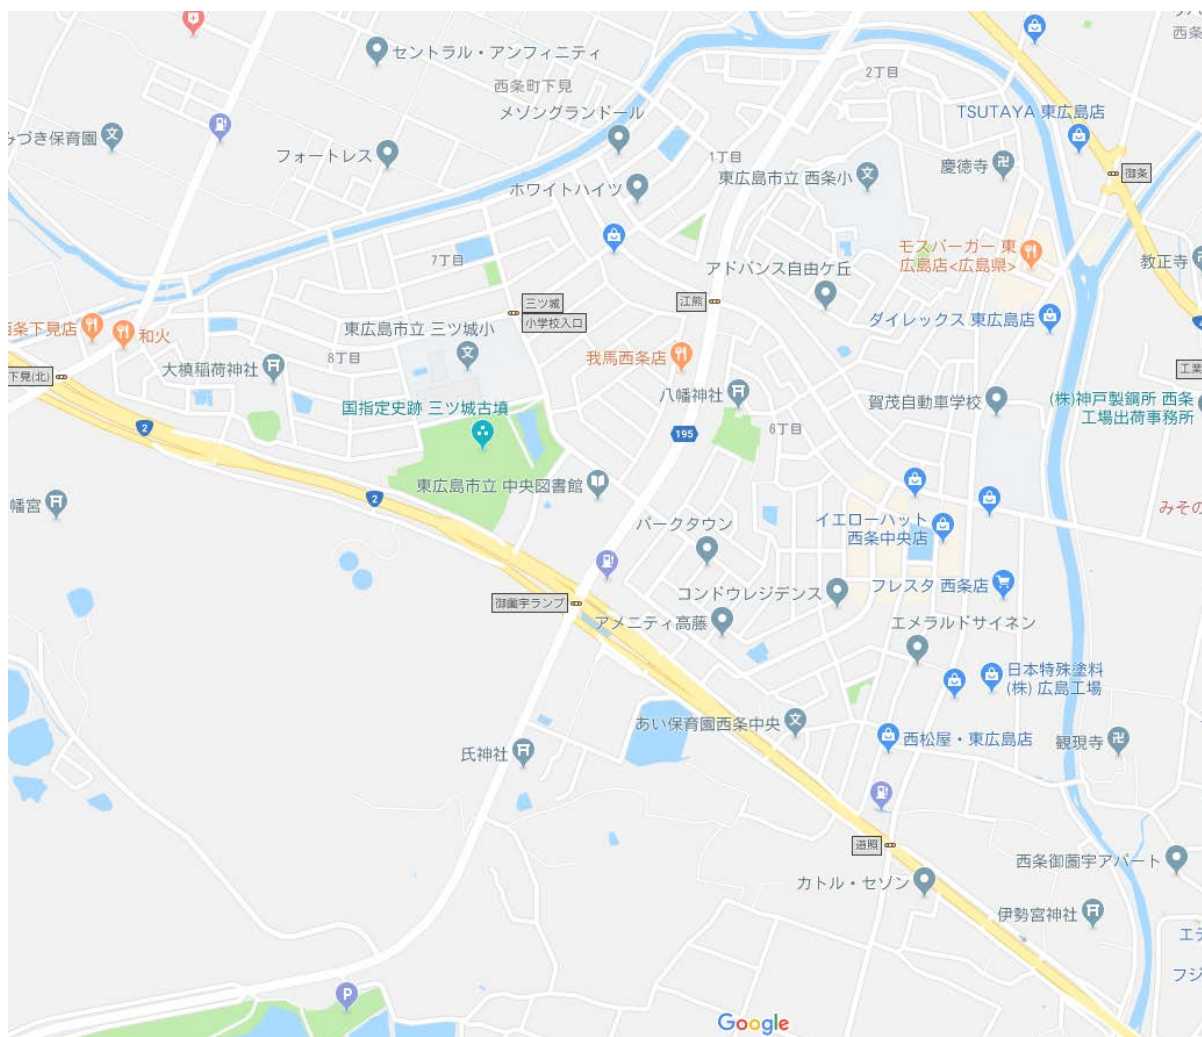 西条
セントラル・アンフィニティ
西条町下見
2丁目
メゾングランドール
TSUTAYA 東広島店
みづき保育園
フォートレス
1丁目
東広島市立 西条小
慶徳寺
御条
ホワイトハイツ
モスバーガー 東
広島店<広島県>
7丁目
アドバンス自由ケ丘
教正寺
三ツ城
小学校入口
江熊
ダイレックス 東広島店
西条下見店
和火
東広島市立 三ツ城小
8丁目
我馬西条店
大槙稲荷神社
下見(北)
工業
八幡神社
賀茂自動車学校
(株)神戸製鋼所 西条
工場出荷事務所
国指定史跡 三ツ城古墳
2
195
6丁目
東広島市立 中央図書館
2
幡宮
みその
パークタウン
イエローハット
西条中央店
コンドウレジデンス
フレスタ 西条店
御薗宇ランプ
アメニティ高藤
エメラルドサイネン
日本特殊塗料
(株) 広島工場
あい保育園西条中央
西松屋・東広島店
観現寺
氏神社
道照
西条御薗宇アパート
カトル・セゾン
伊勢宮神社
エデ
フジ
P
Google